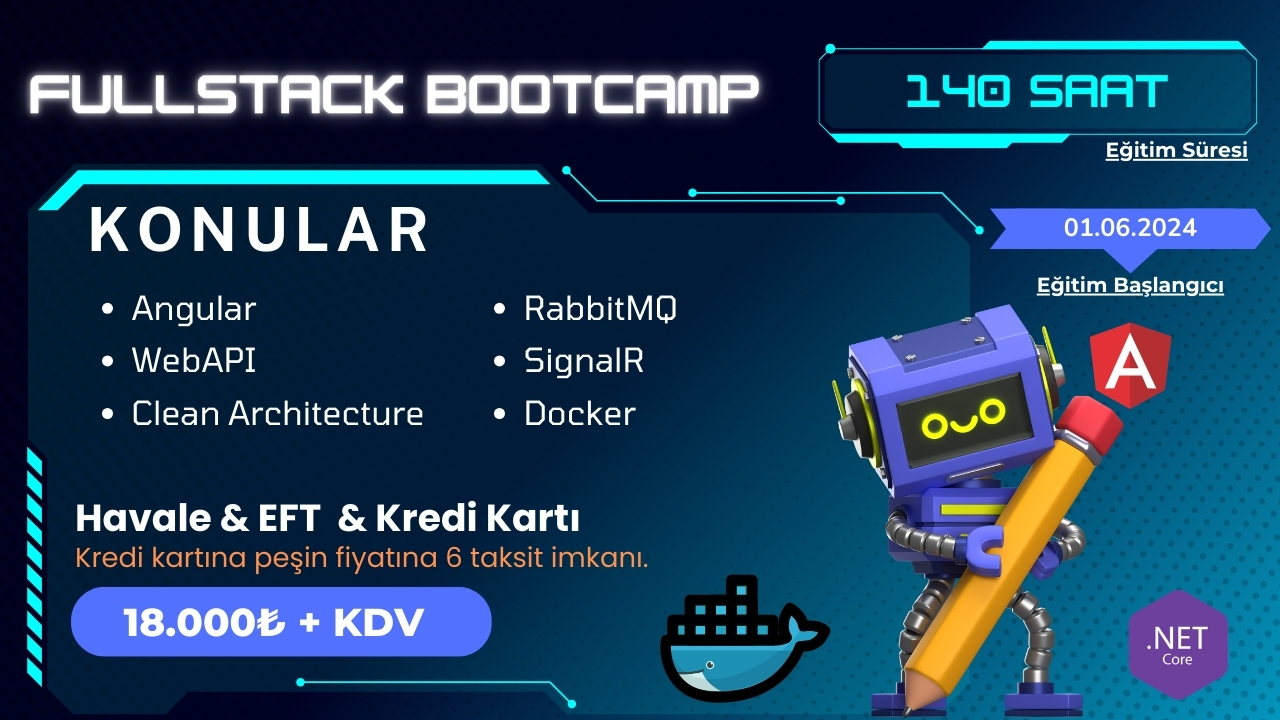 FULLSTACK BOOTCAMP
140 SAAT
Eğitim Süresi
01.06.2024
Eğitim Başlangıcı
KONULAR
• Angular
• WebAPI
• Clean Architecture
• RabbitMQ
• SignalR
• Docker
Havale & EFT & Kredi Kartı
Kredi kartına peşin fiyatına 6 taksit imkanı.
18.000₺ + KDV
A
.NET
Core